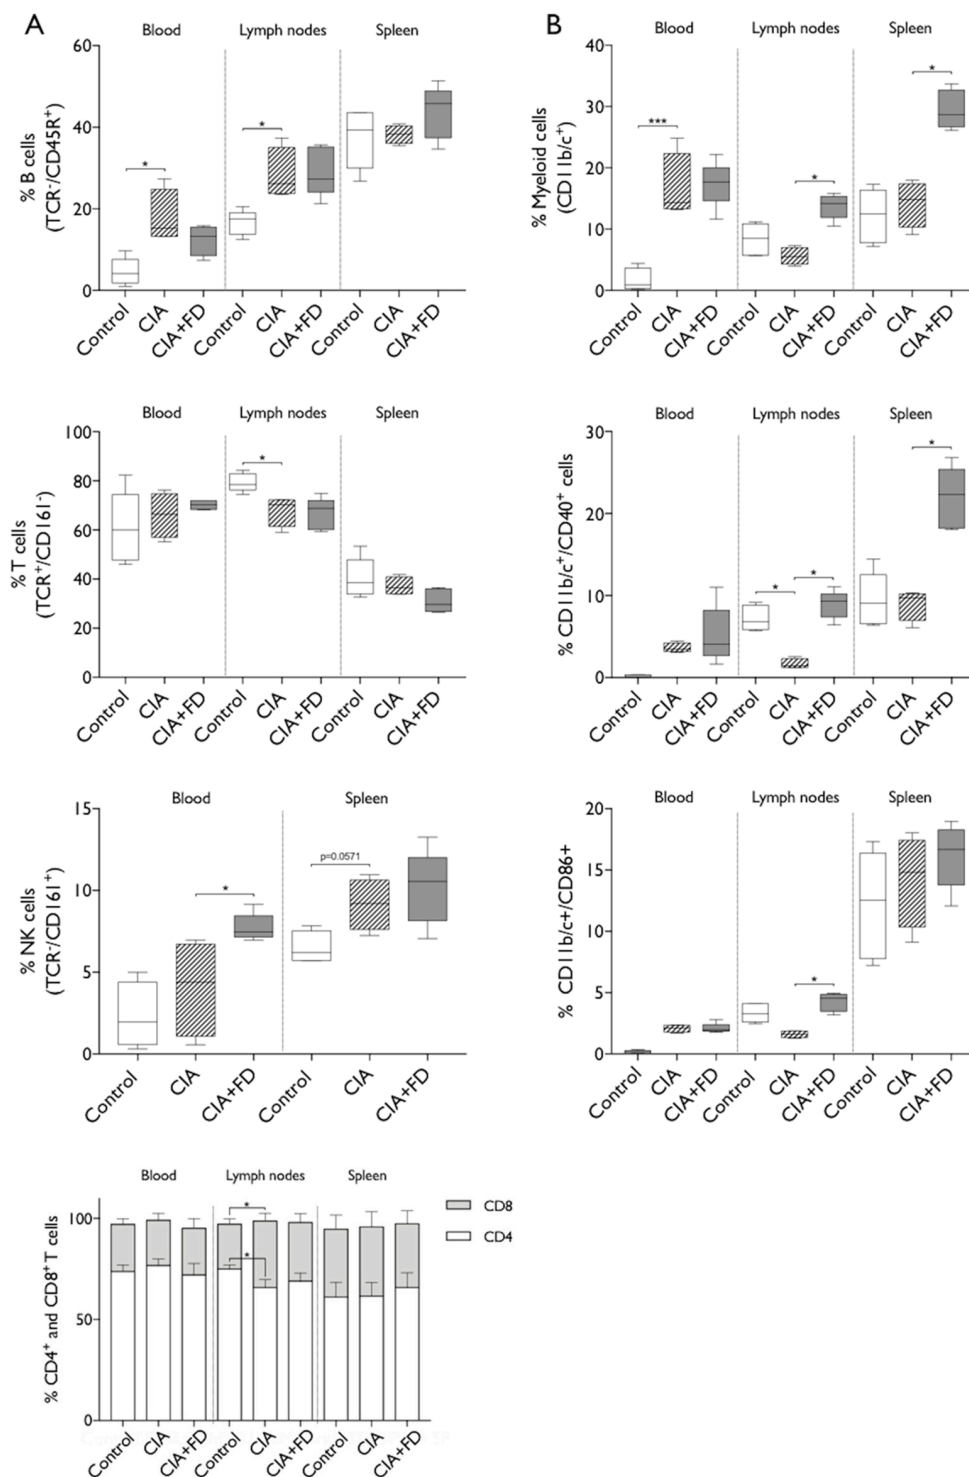 A
Blood Lymph nodes Spleen
% B cells
(TCR⁻/CD45R⁺)
60
40
20
0
* *
Control CIA CIA+FD Control CIA CIA+FD Control CIA CIA+FD
Blood Lymph nodes Spleen
% T cells
(TCR⁺/CD161⁻)
100
80
60
40
20
0
*
Control CIA CIA+FD Control CIA CIA+FD Control CIA CIA+FD
Blood Spleen
% NK cells
(TCR⁻/CD161⁺)
15
10
5
0
* p=0.0571
Control CIA CIA+FD Control CIA CIA+FD
Blood Lymph nodes Spleen
% CD4⁺ and CD8⁺ T cells
100
50
0
*
*
CD8
CD4
Control CIA CIA+FD Control CIA CIA+FD Control CIA CIA+FD
B
Blood Lymph nodes Spleen
% Myeloid cells
(CD11b/c⁺)
40
30
20
10
0
*** * *
Control CIA CIA+FD Control CIA CIA+FD Control CIA CIA+FD
Blood Lymph nodes Spleen
% CD11b/c⁺/CD40⁺ cells
30
20
10
0
* * *
Control CIA CIA+FD Control CIA CIA+FD Control CIA CIA+FD
Blood Lymph nodes Spleen
% CD11b/c+/CD86+
20
15
10
5
0
*
Control CIA CIA+FD Control CIA CIA+FD Control CIA CIA+FD